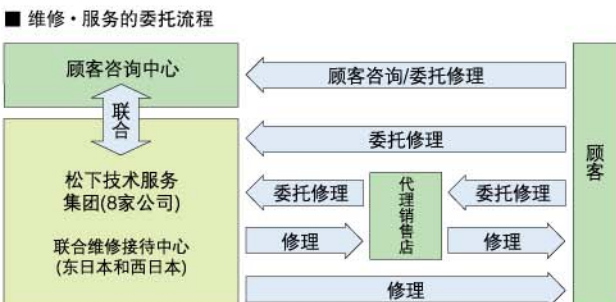 ■ 维修・服务的委托流程
顾客咨询中心
顾客咨询/委托修理
联合
委托修理
顾客
松下技术服务
集团(8家公司)
委托修理
代理销售店
委托修理
联合维修接待中心
(东日本和西日本)
修理
修理
修理